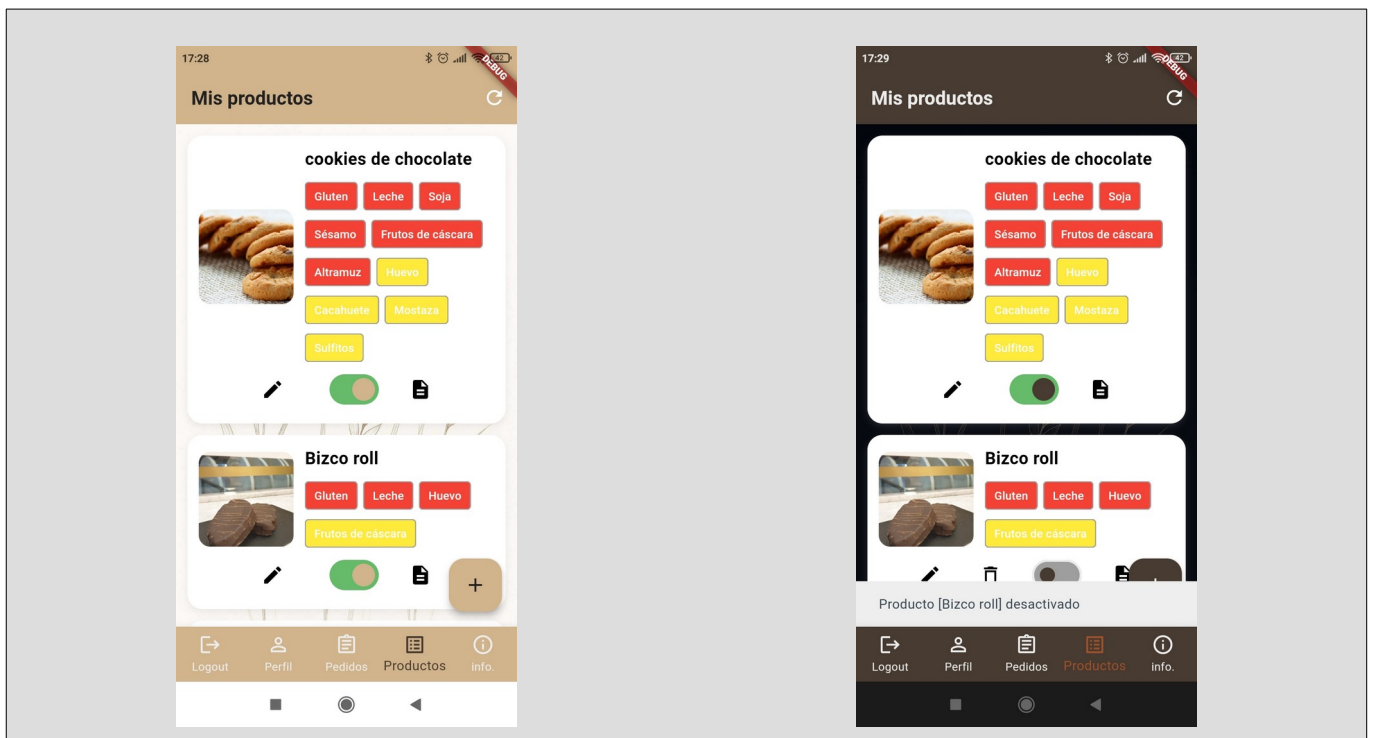 17:28
42
DEBUG
Mis productos
cookies de chocolate
Gluten Leche Soja
Sésamo Frutos de cáscara
Altramuz Huevo
Cacahuete Mostaza
Sulfitos
Bizco roll
Gluten Leche Huevo
Frutos de cáscara
+
Logout Perfil Pedidos Productos info.
17:29
42
DEBUG
Mis productos
cookies de chocolate
Gluten Leche Soja
Sésamo Frutos de cáscara
Altramuz Huevo
Cacahuete Mostaza
Sulfitos
Bizco roll
Gluten Leche Huevo
Frutos de cáscara
Producto [Bizco roll] desactivado
Logout Perfil Pedidos Productos info.